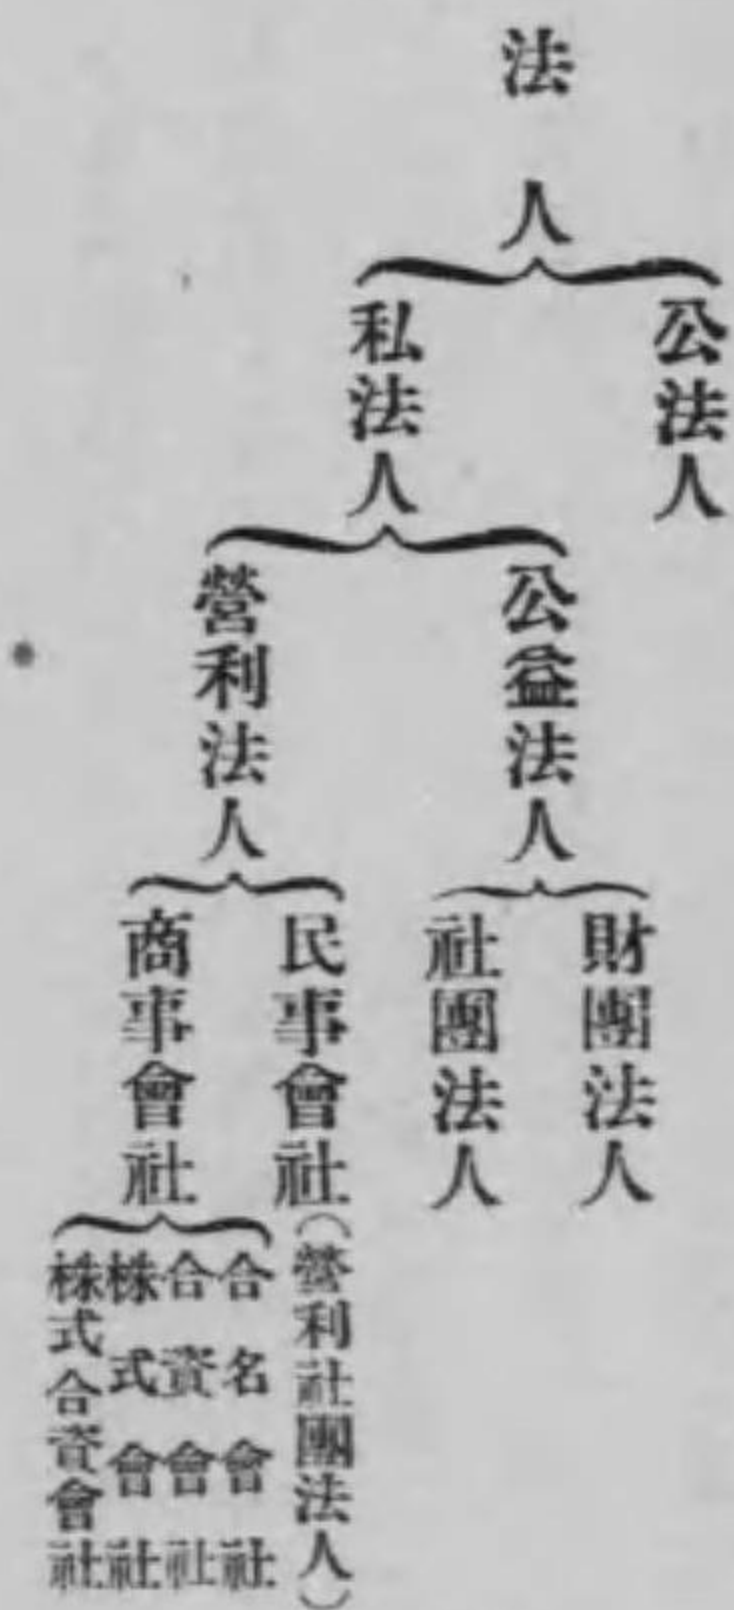 法人
公法人
私法人
公益法人
財團法人
社團法人
營利法人
民事會社（營利社團法人）
商事會社
合名會社
合資會社
株式會社
株式合資會社